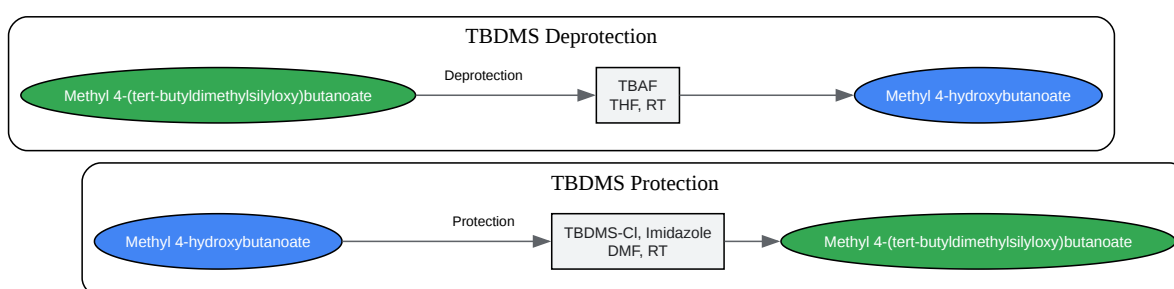 TBDMS Deprotection
Methyl 4-(tert-butyldimethylsilyloxy)butanoate
Deprotection
TBAF
THF, RT
Methyl 4-hydroxybutanoate
TBDMS Protection
Methyl 4-hydroxybutanoate
Protection
TBDMS-Cl, Imidazole
DMF, RT
Methyl 4-(tert-butyldimethylsilyloxy)butanoate